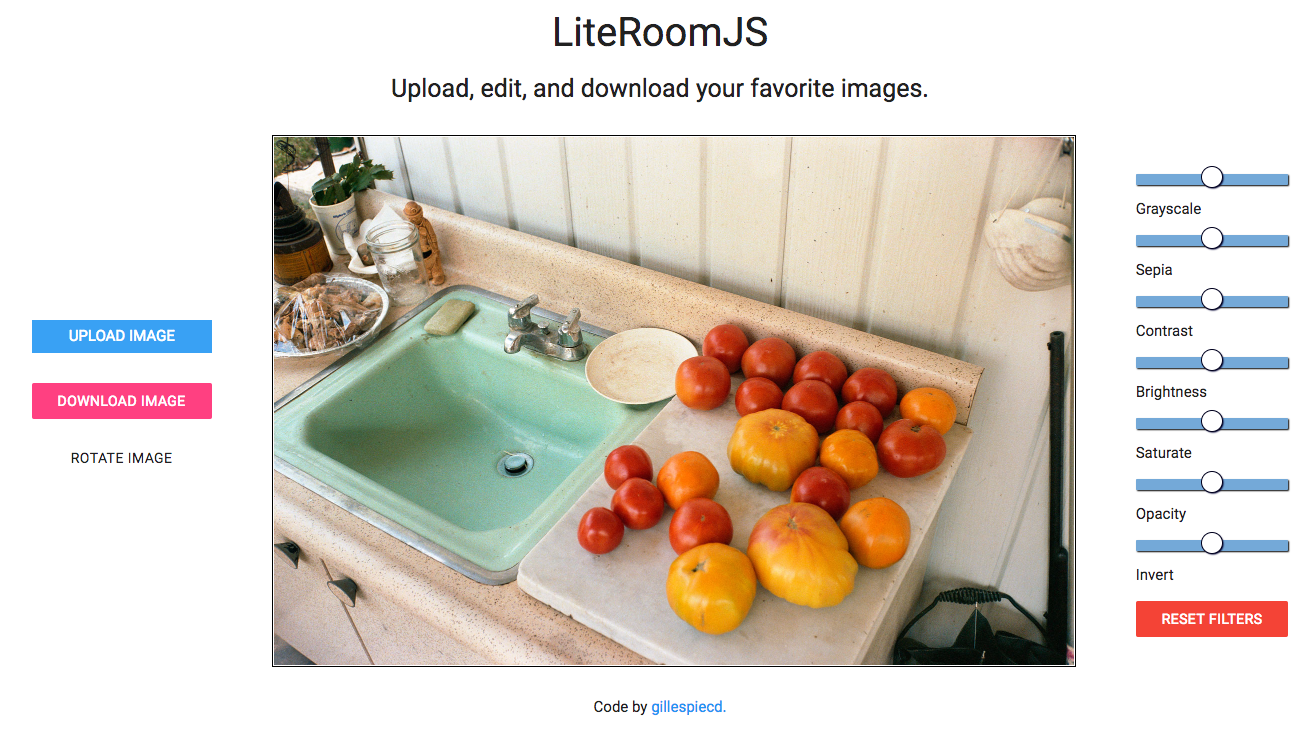 LiteRoomJS
Upload, edit, and download your favorite images.
UPLOAD IMAGE
DOWNLOAD IMAGE
ROTATE IMAGE
Grayscale
Sepia
Contrast
Brightness
Saturate
Opacity
Invert
RESET FILTERS
Code by gillespiecd.